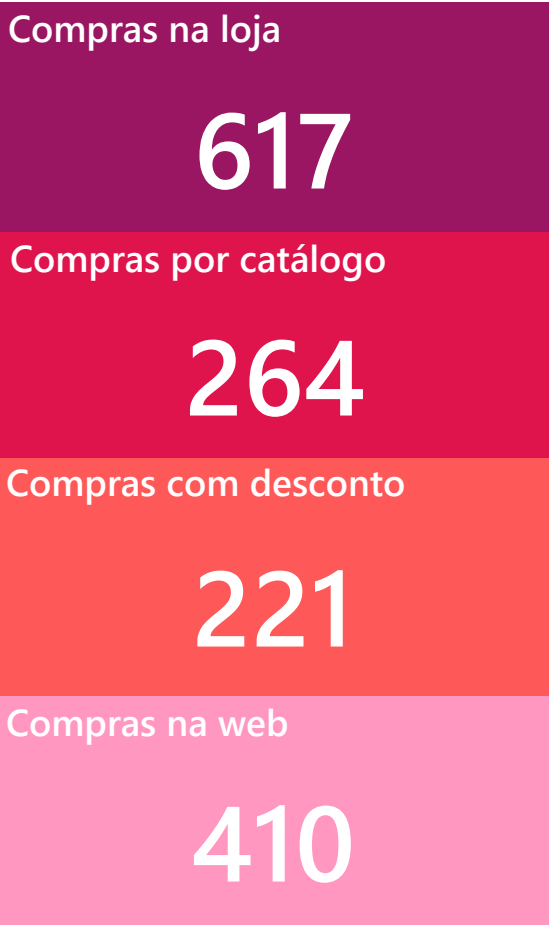 Compras na loja
617
Compras por catálogo
264
Compras com desconto
221
Compras na web
410